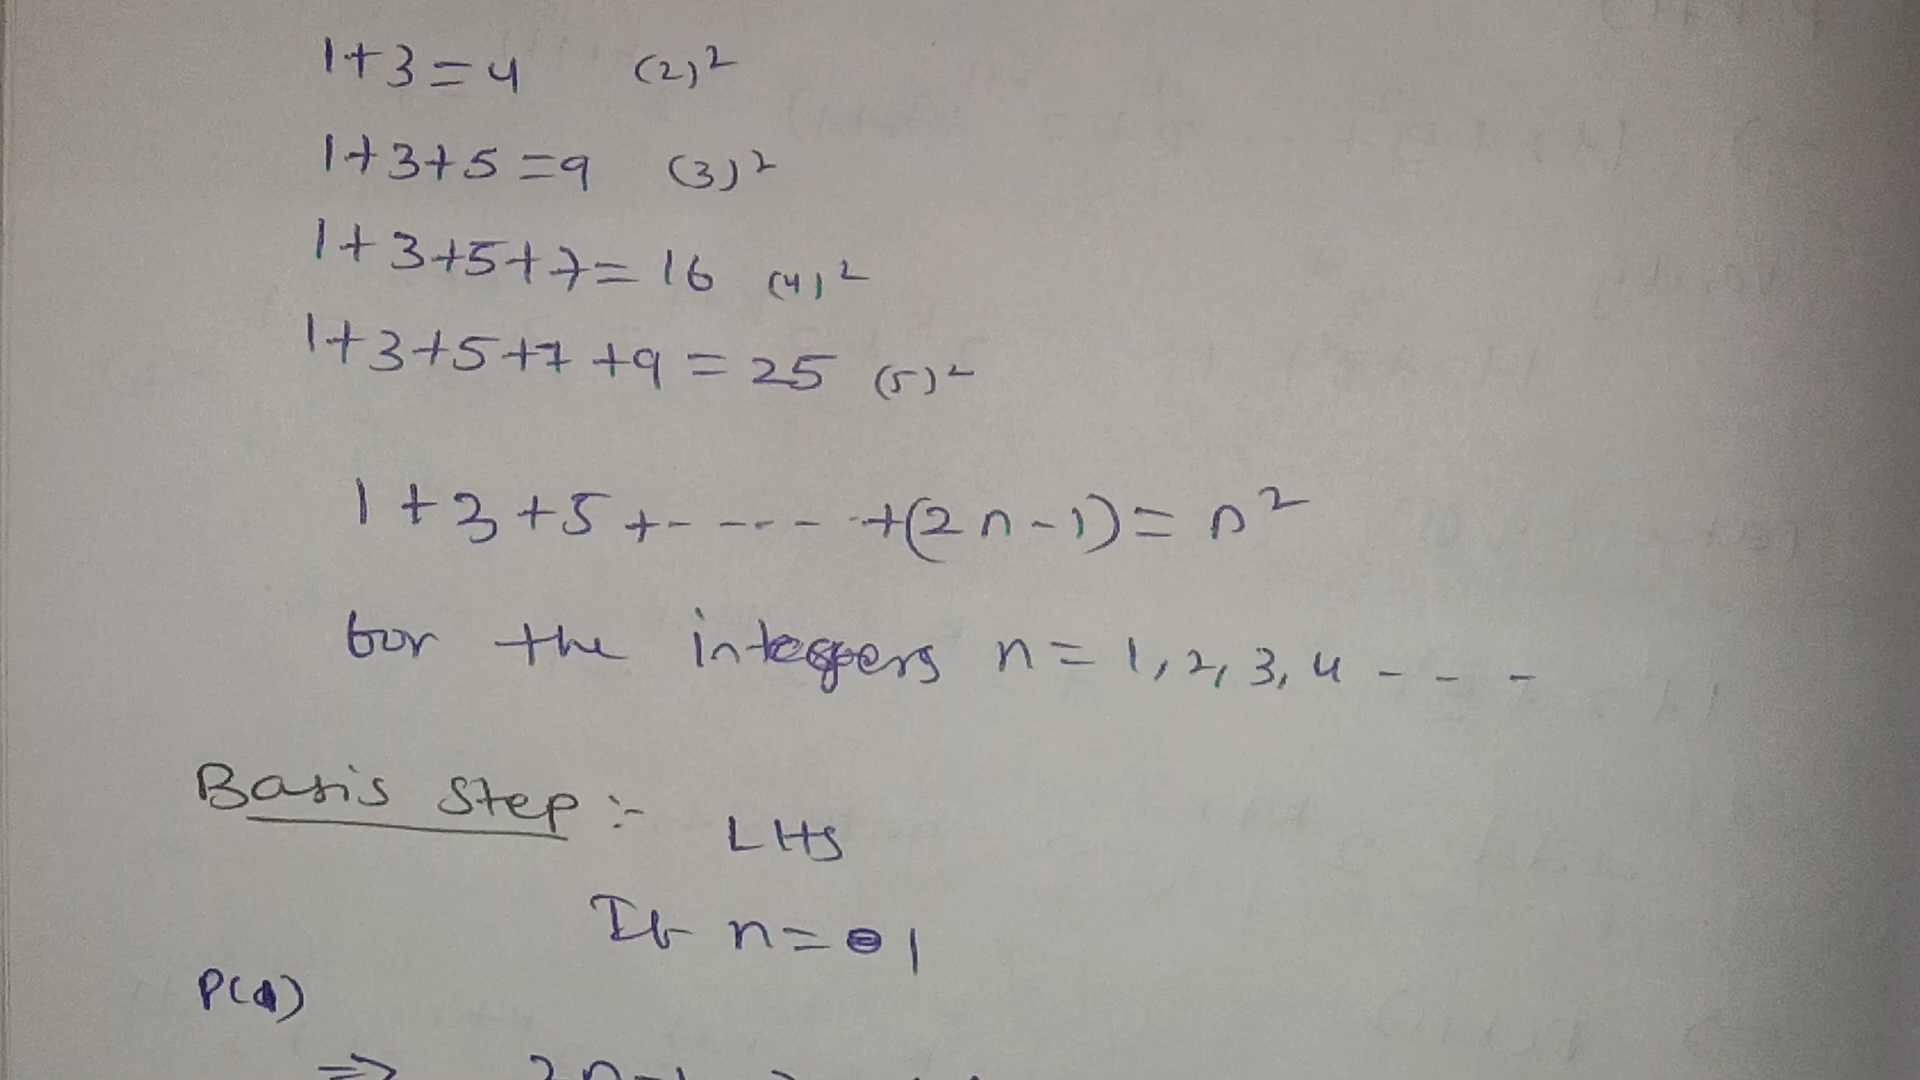 1+3=4 (2)²
1+3+5=9 (3)²
1+3+5+7=16 (4)²
1+3+5+7+9=25 (5)²
1+3+5+-----+(2n-1)=n²
for the integers n=1,2,3,4 - - -
Basis step :-
LHS
If n=1
P(1)
⇒ 2n-1